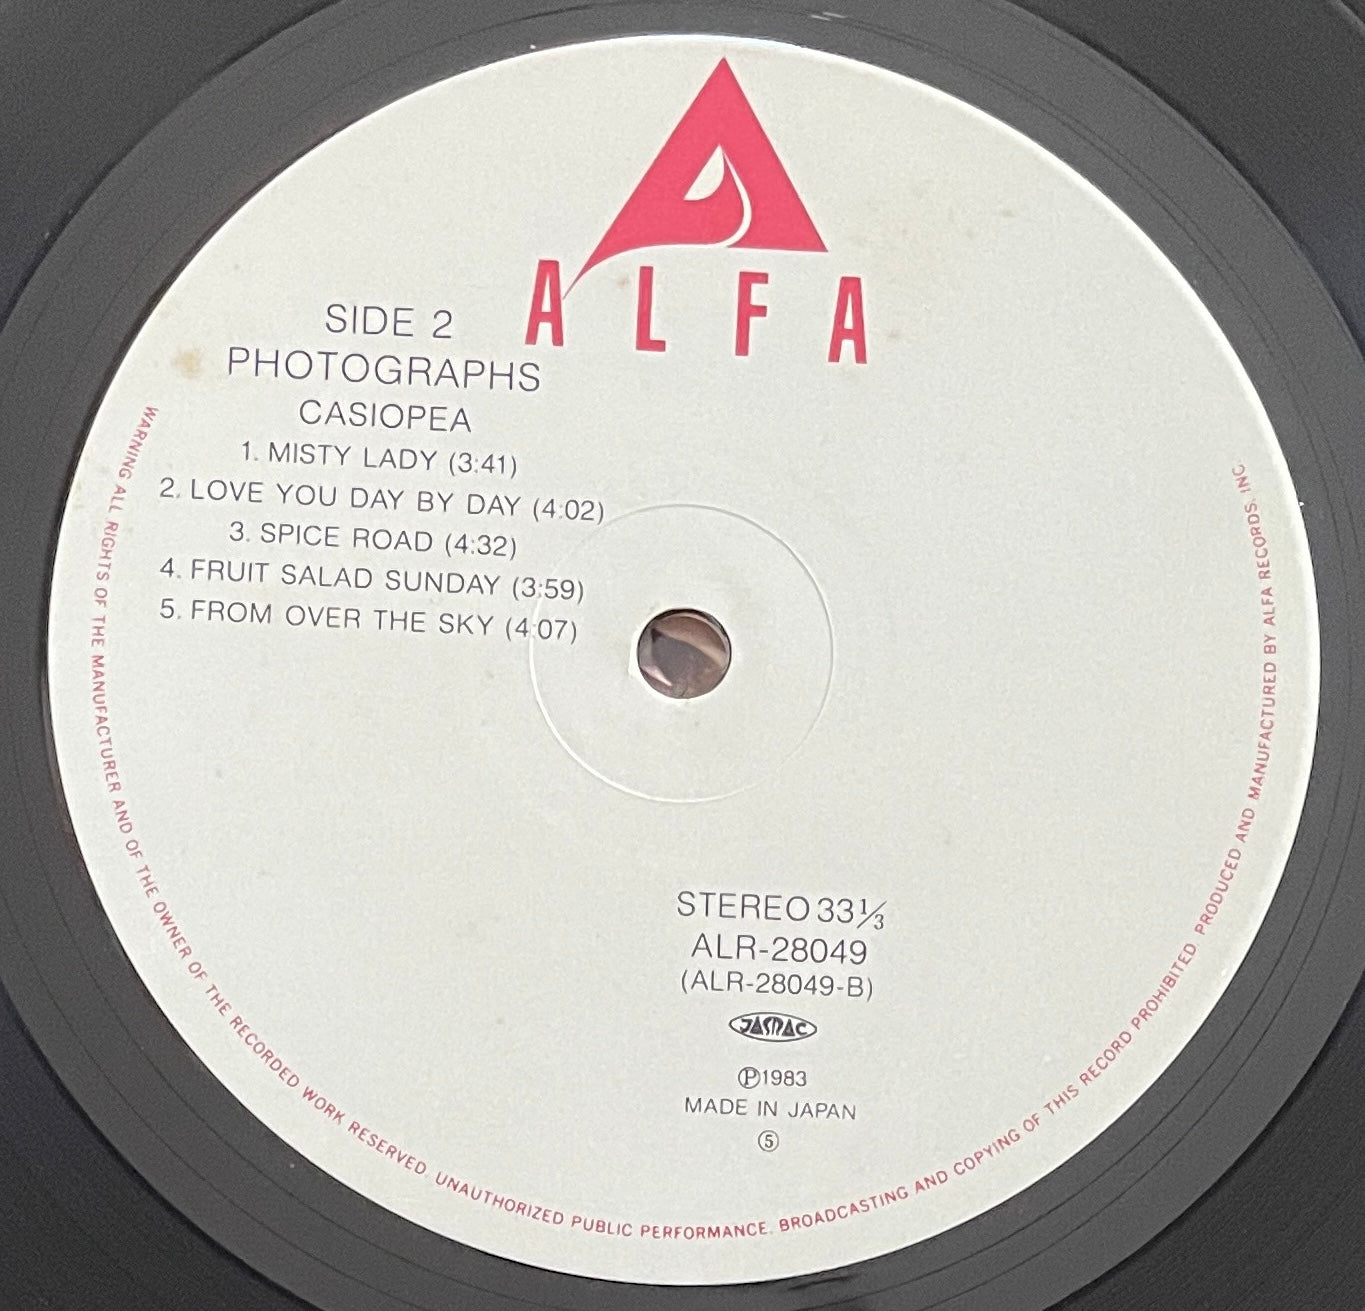 ALFA
SIDE 2
PHOTOGRAPHS
CASIOPEA
1. MISTY LADY (3:41)
2. LOVE YOU DAY BY DAY (4:02)
3. SPICE ROAD (4:32)
4. FRUIT SALAD SUNDAY (3:59)
5. FROM OVER THE SKY (4:07)
STEREO 33⅓
ALR-28049
(ALR-28049-B)
JASRAC
Ⓟ1983
MADE IN JAPAN
⑤
WARNING ALL RIGHTS OF THE MANUFACTURER AND OF THE OWNER OF THE RECORDED WORK RESERVED. UNAUTHORIZED PUBLIC PERFORMANCE. BROADCASTING AND COPYING OF THIS RECORD PROHIBITED. PRODUCED AND MANUFACTURED BY ALFA RECORDS. INC.